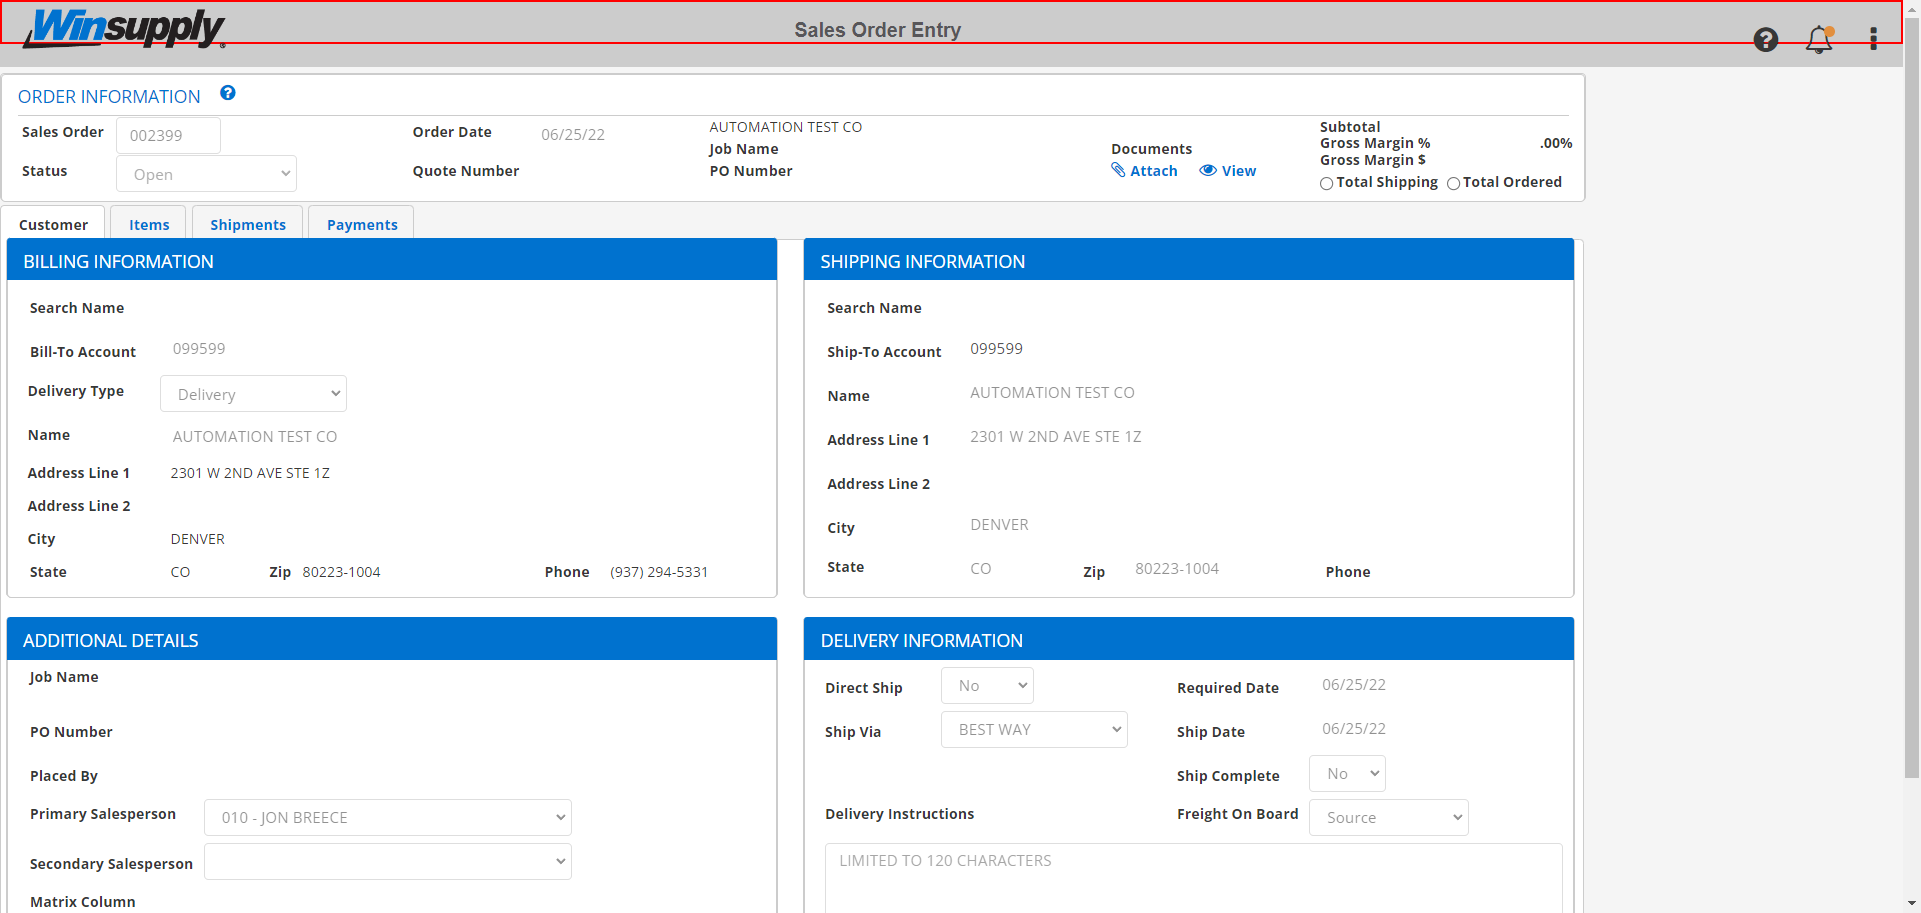 Winsupply
Sales Order Entry
ORDER INFORMATION
Sales Order 002399 Order Date 06/25/22 AUTOMATION TEST CO Subtotal
Job Name Documents Gross Margin % .00%
Status Open Quote Number PO Number Attach View Gross Margin $
Total Shipping Total Ordered
Customer Items Shipments Payments
BILLING INFORMATION
Search Name
Bill-To Account 099599
Delivery Type Delivery
Name AUTOMATION TEST CO
Address Line 1 2301 W 2ND AVE STE 1Z
Address Line 2
City DENVER
State CO Zip 80223-1004 Phone (937) 294-5331
SHIPPING INFORMATION
Search Name
Ship-To Account 099599
Name AUTOMATION TEST CO
Address Line 1 2301 W 2ND AVE STE 1Z
Address Line 2
City DENVER
State CO Zip 80223-1004 Phone
ADDITIONAL DETAILS
Job Name
PO Number
Placed By
Primary Salesperson 010 - JON BREECE
Secondary Salesperson
Matrix Column
DELIVERY INFORMATION
Direct Ship No Required Date 06/25/22
Ship Via BEST WAY Ship Date 06/25/22
Ship Complete No
Delivery Instructions Freight On Board Source
LIMITED TO 120 CHARACTERS